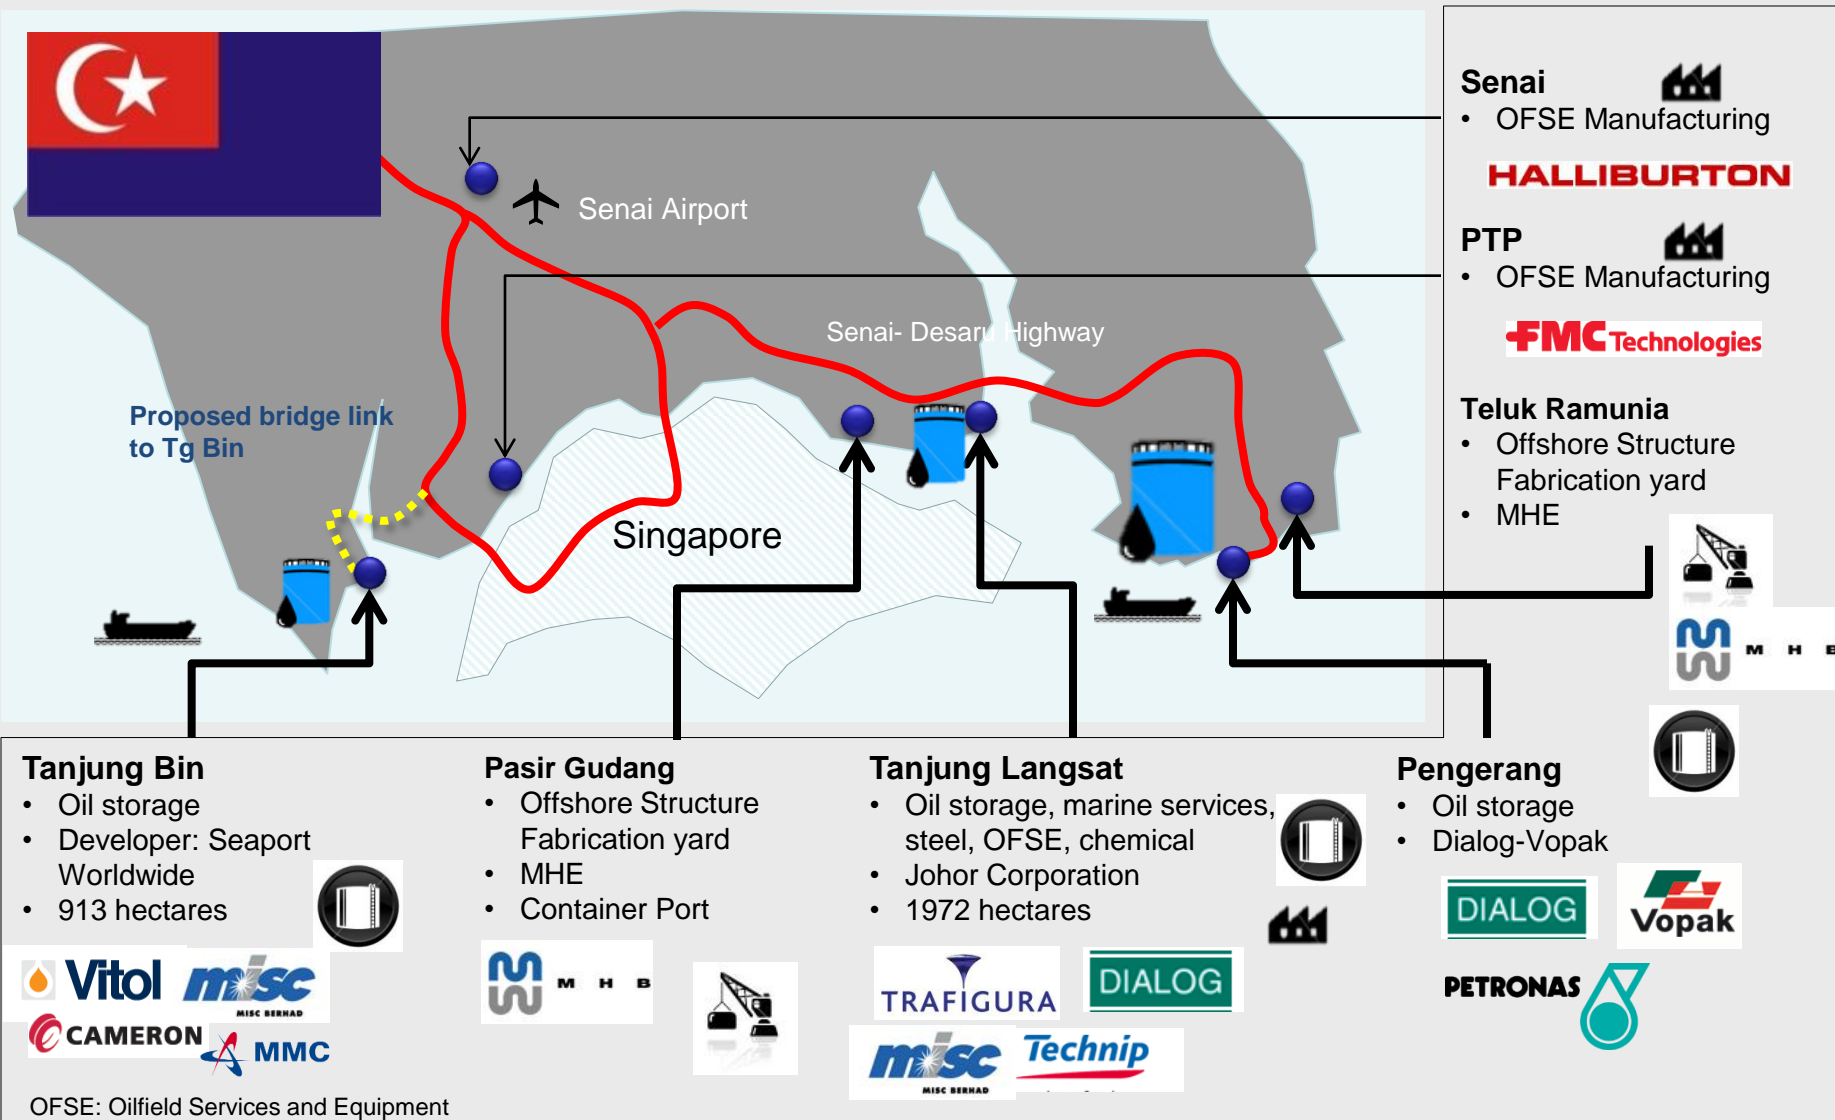 Senai
• OFSE Manufacturing
HALLIBURTON
PTP
• OFSE Manufacturing
FMC Technologies
Teluk Ramunia
• Offshore Structure
Fabrication yard
• MHE
M H B
Senai Airport
Senai- Desaru Highway
Proposed bridge link
to Tg Bin
Singapore
Tanjung Bin
• Oil storage
• Developer: Seaport
Worldwide
• 913 hectares
Vitol
misc
MISC BERHAD
CAMERON
MMC
Pasir Gudang
• Offshore Structure
Fabrication yard
• MHE
• Container Port
M H B
Tanjung Langsat
• Oil storage, marine services,
steel, OFSE, chemical
• Johor Corporation
• 1972 hectares
TRAFIGURA
DIALOG
misc
MISC BERHAD
Technip
Pengerang
• Oil storage
• Dialog-Vopak
DIALOG
Vopak
PETRONAS
OFSE: Oilfield Services and Equipment